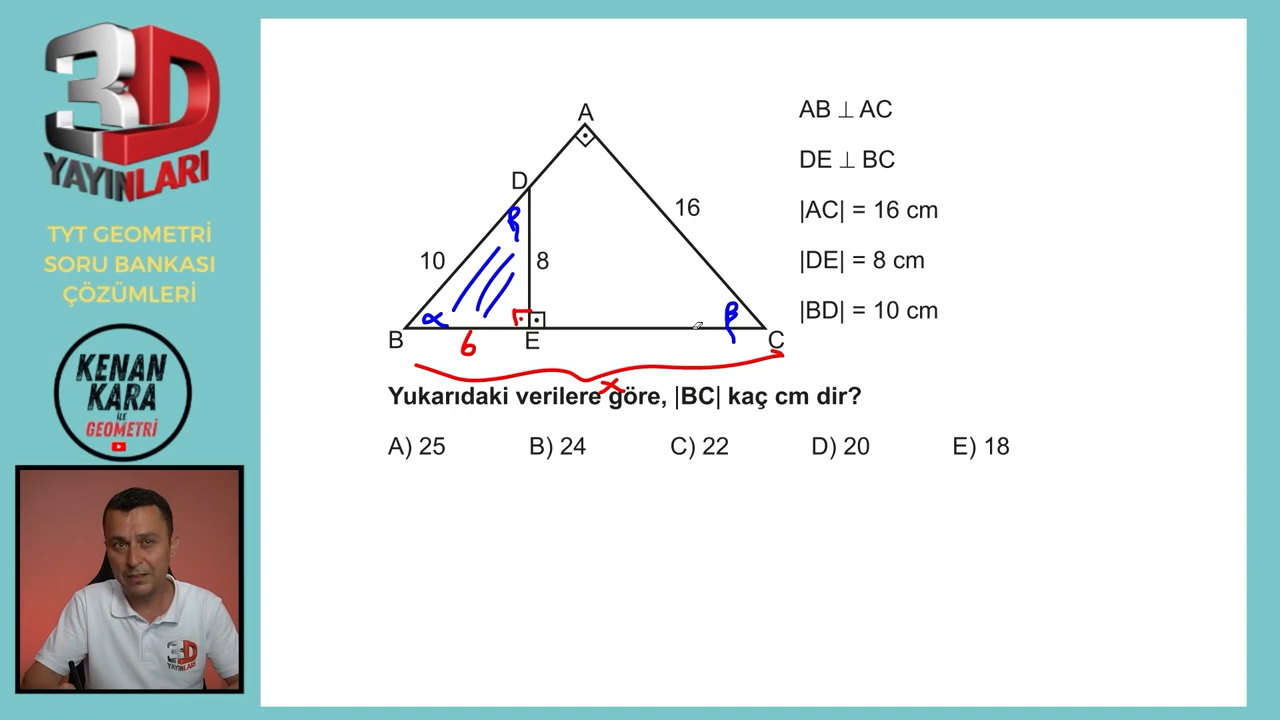 3D
YAYINLARI
TYT GEOMETRİ
SORU BANKASI
ÇÖZÜMLERİ
KENAN
KARA
İLE
GEOMETRİ
3D
YAYINLARI
A
D
16
10
8
β
α
β
B
6
E
C
x
AB ⊥ AC
DE ⊥ BC
|AC| = 16 cm
|DE| = 8 cm
|BD| = 10 cm
Yukarıdaki verilere göre, |BC| kaç cm dir?
A) 25 B) 24 C) 22 D) 20 E) 18